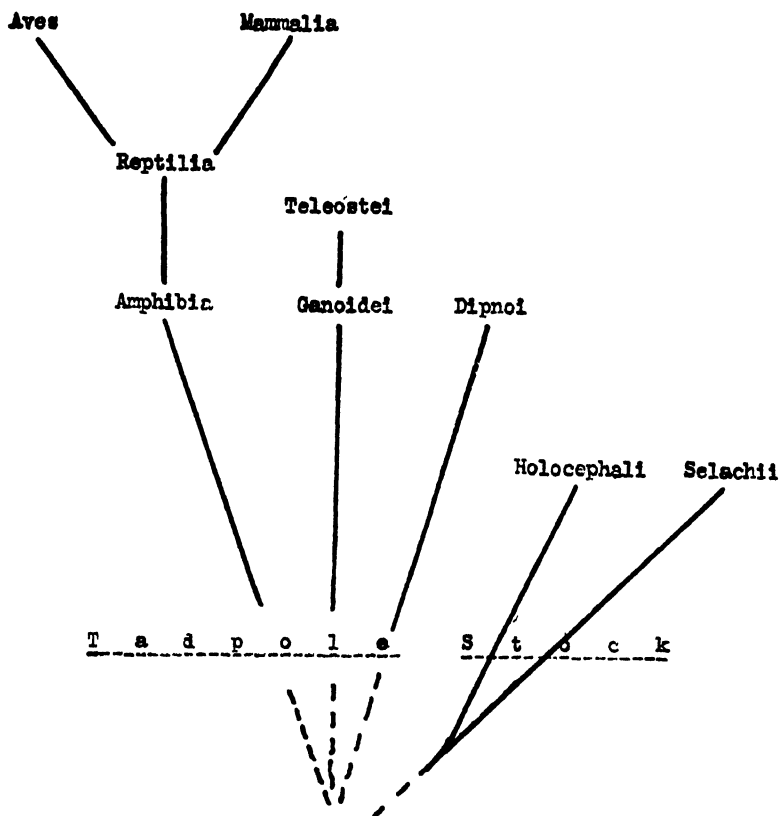 Aves Mammalia
Reptilia
Teleostei
Amphibia Ganoidei Dipnoi
Holocephali Selachii
T a d p o l e S t o c k